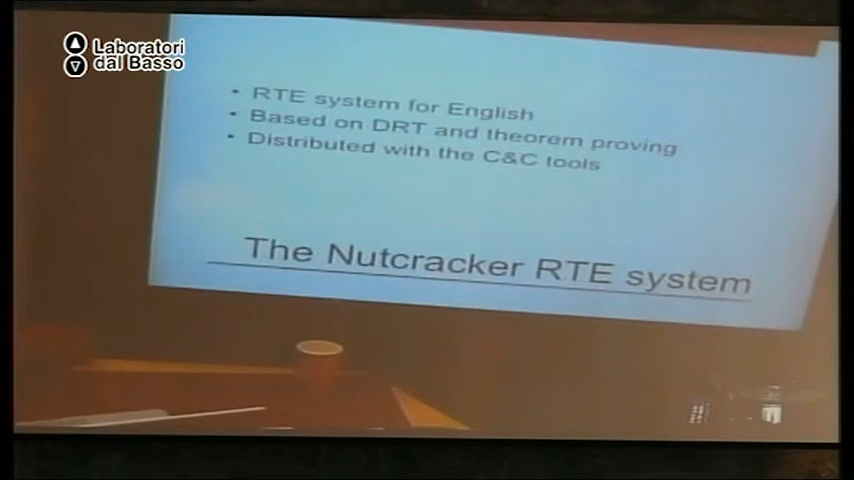 Laboratori
dal Basso
• RTE system for English
• Based on DRT and theorem proving
• Distributed with the C&C tools
The Nutcracker RTE system